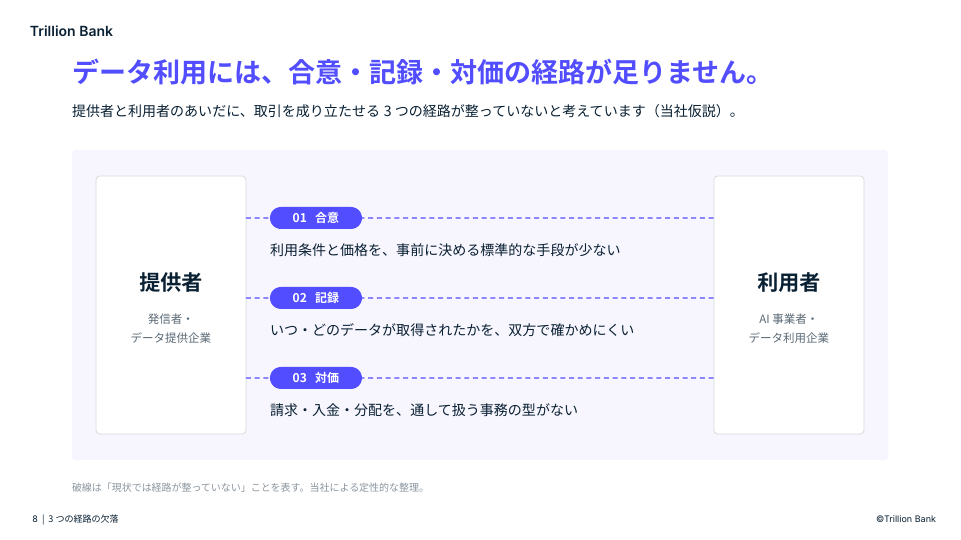 Trillion Bank
データ利用には、合意・記録・対価の経路が足りません。
提供者と利用者のあいだに、取引を成り立たせる 3 つの経路が整っていないと考えています（当社仮説）。
提供者
発信者・
データ提供企業
01 合意
利用条件と価格を、事前に決める標準的な手段が少ない
02 記録
いつ・どのデータが取得されたかを、双方で確かめにくい
03 対価
請求・入金・分配を、通して扱う事務の型がない
利用者
AI 事業者・
データ利用企業
破線は「現状では経路が整っていない」ことを表す。当社による定性的な整理。
8｜3 つの経路の欠落
©Trillion Bank